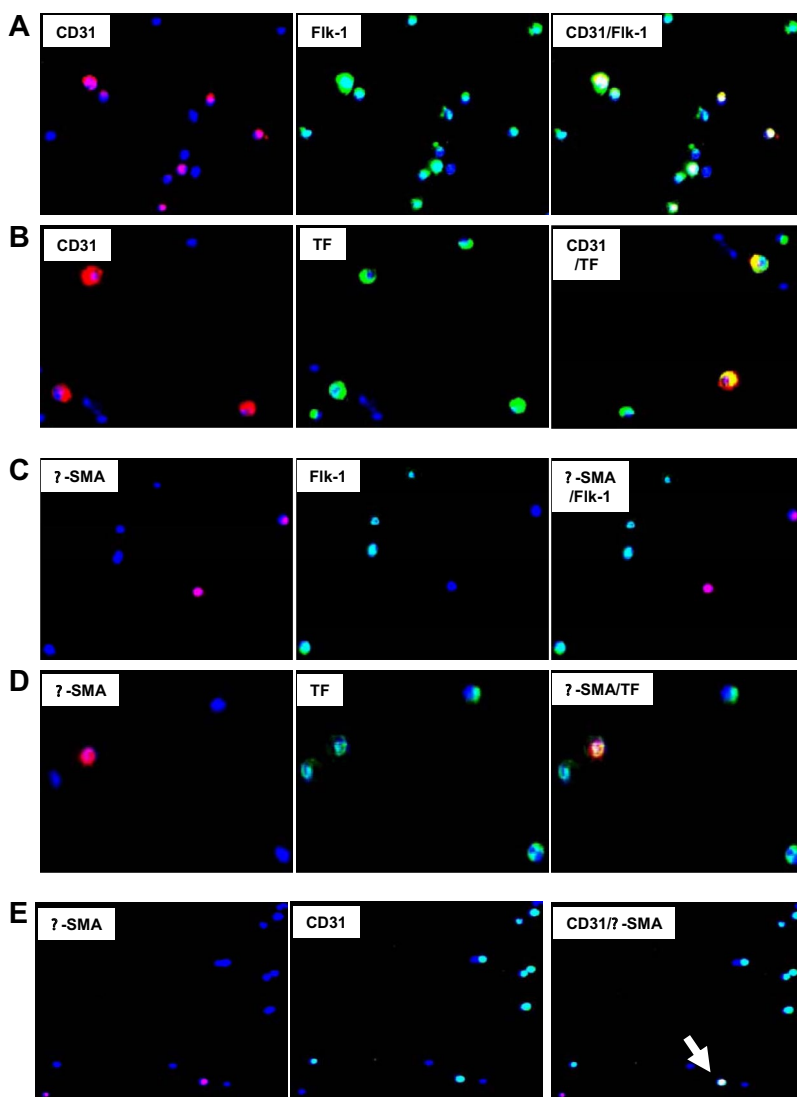 A
CD31
Flk-1
CD31/Flk-1
B
CD31
TF
CD31
/TF
C
?-SMA
Flk-1
?-SMA
/Flk-1
D
?-SMA
TF
?-SMA/TF
E
?-SMA
CD31
CD31/?-SMA